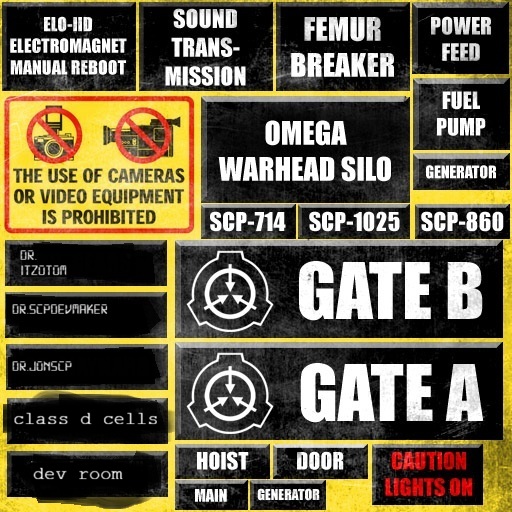 ELO-IID
ELECTROMAGNET
MANUAL REBOOT
SOUND
TRANS-
MISSION
FEMUR
BREAKER
POWER
FEED
FUEL
PUMP
GENERATOR
THE USE OF CAMERAS
OR VIDEO EQUIPMENT
IS PROHIBITED
OMEGA
WARHEAD SILO
SCP-714
SCP-1025
SCP-860
DR.
ITZOTOM
DR.SCPDEVMAKER
DR.JONSCP
class d cells
dev room
GATE B
GATE A
HOIST
DOOR
MAIN
GENERATOR
CAUTION
LIGHTS ON